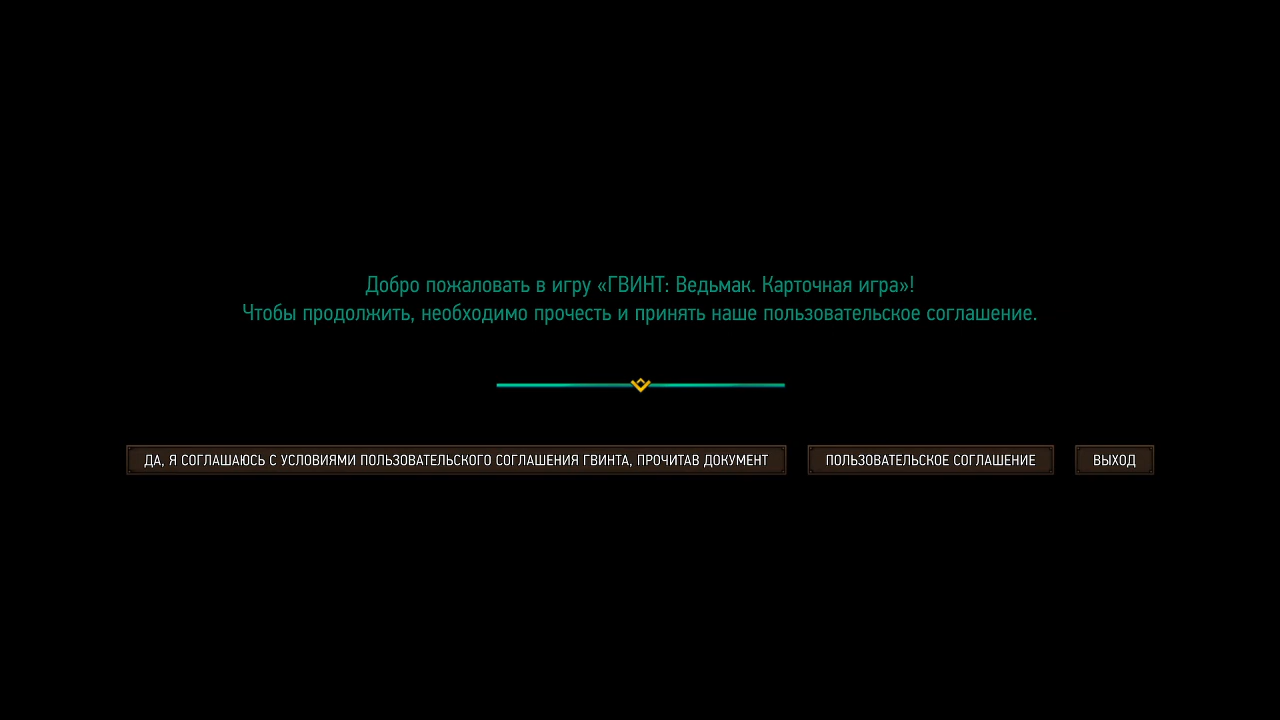 Добро пожаловать в игру «ГВИНТ: Ведьмак. Карточная игра»!
Чтобы продолжить, необходимо прочесть и принять наше пользовательское соглашение.
ДА, Я СОГЛАШАЮСЬ С УСЛОВИЯМИ ПОЛЬЗОВАТЕЛЬСКОГО СОГЛАШЕНИЯ ГВИНТА, ПРОЧИТАВ ДОКУМЕНТ
ПОЛЬЗОВАТЕЛЬСКОЕ СОГЛАШЕНИЕ
ВЫХОД